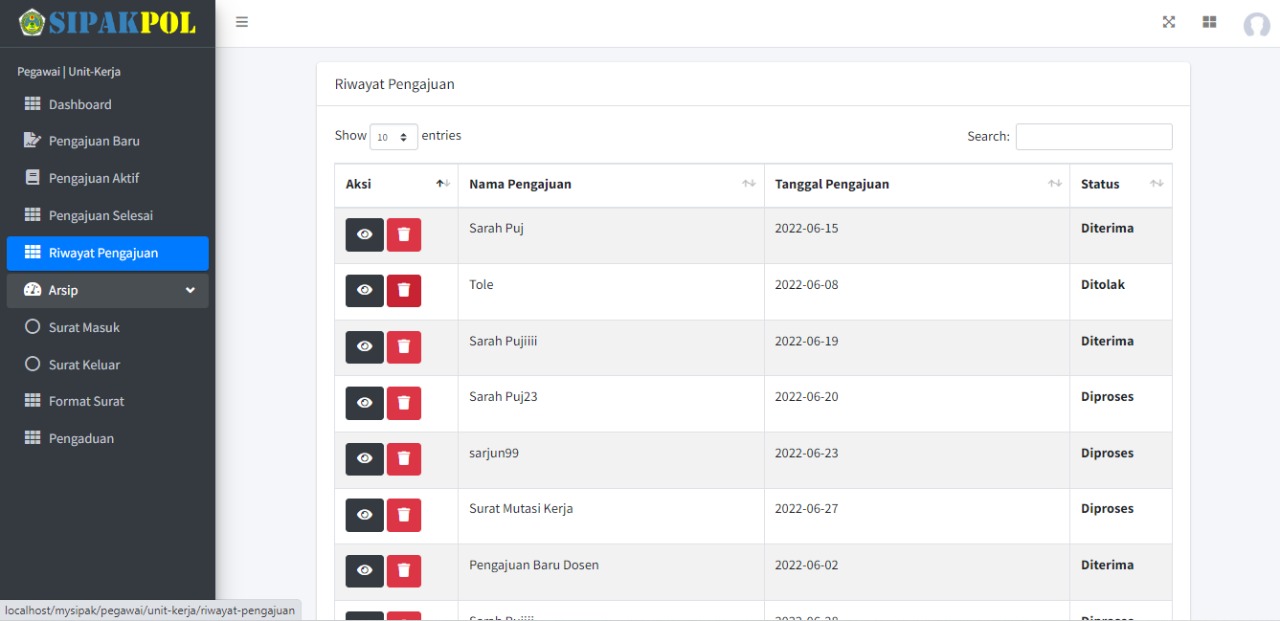 SIPAKPOL
Pegawai | Unit-Kerja
Dashboard
Pengajuan Baru
Pengajuan Aktif
Pengajuan Selesai
Riwayat Pengajuan
Arsip
Surat Masuk
Surat Keluar
Format Surat
Pengaduan
localhost/mysipak/pegawai/unit-kerja/riwayat-pengajuan
Riwayat Pengajuan
Show 10 entries Search:
Aksi Nama Pengajuan Tanggal Pengajuan Status
Sarah Puj 2022-06-15 Diterima
Tole 2022-06-08 Ditolak
Sarah Pujiiii 2022-06-19 Diterima
Sarah Puj23 2022-06-20 Diproses
sarjun99 2022-06-23 Diproses
Surat Mutasi Kerja 2022-06-27 Diproses
Pengajuan Baru Dosen 2022-06-02 Diterima